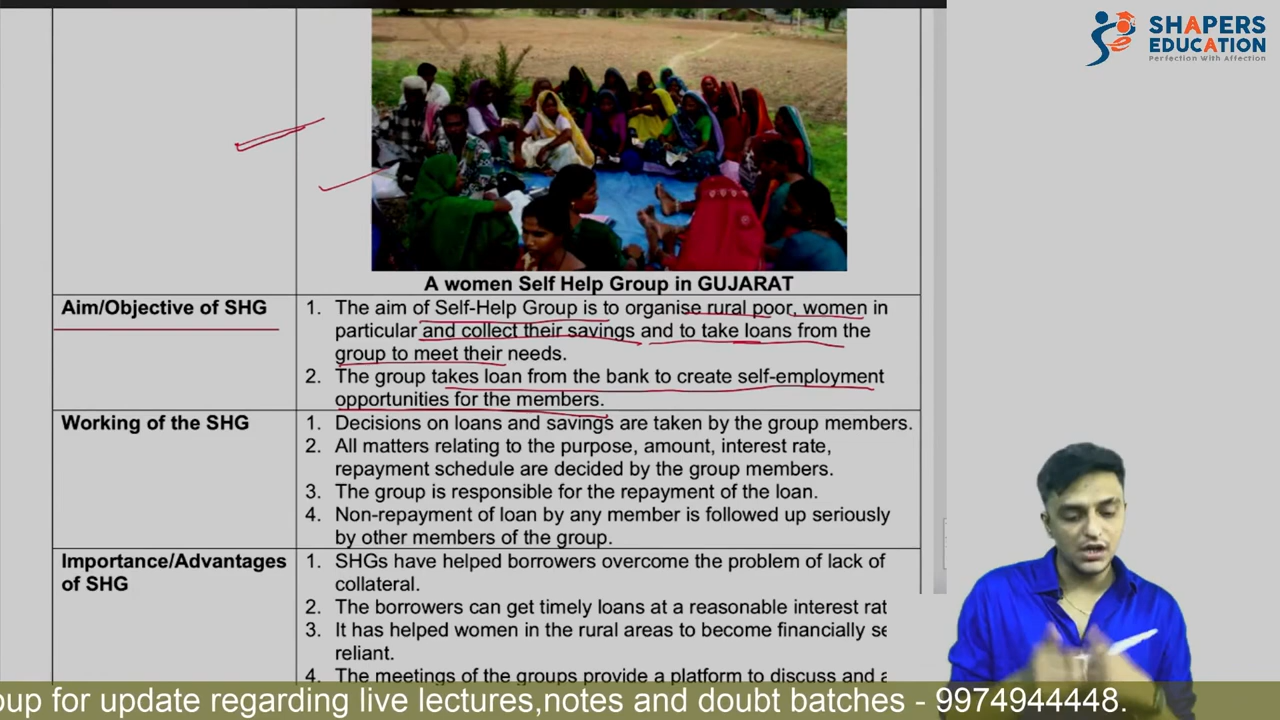 SHAPERS
EDUCATION
Perfection With Affection
A women Self Help Group in GUJARAT
Aim/Objective of SHG
1. The aim of Self-Help Group is to organise rural poor, women in
particular and collect their savings and to take loans from the
group to meet their needs.
2. The group takes loan from the bank to create self-employment
opportunities for the members.
Working of the SHG
1. Decisions on loans and savings are taken by the group members.
2. All matters relating to the purpose, amount, interest rate,
repayment schedule are decided by the group members.
3. The group is responsible for the repayment of the loan.
4. Non-repayment of loan by any member is followed up seriously
by other members of the group.
Importance/Advantages
of SHG
1. SHGs have helped borrowers overcome the problem of lack of
collateral.
2. The borrowers can get timely loans at a reasonable interest rat
3. It has helped women in the rural areas to become financially se
reliant.
4. The meetings of the groups provide a platform to discuss and a
oup for update regarding live lectures,notes and doubt batches - 9974944448.